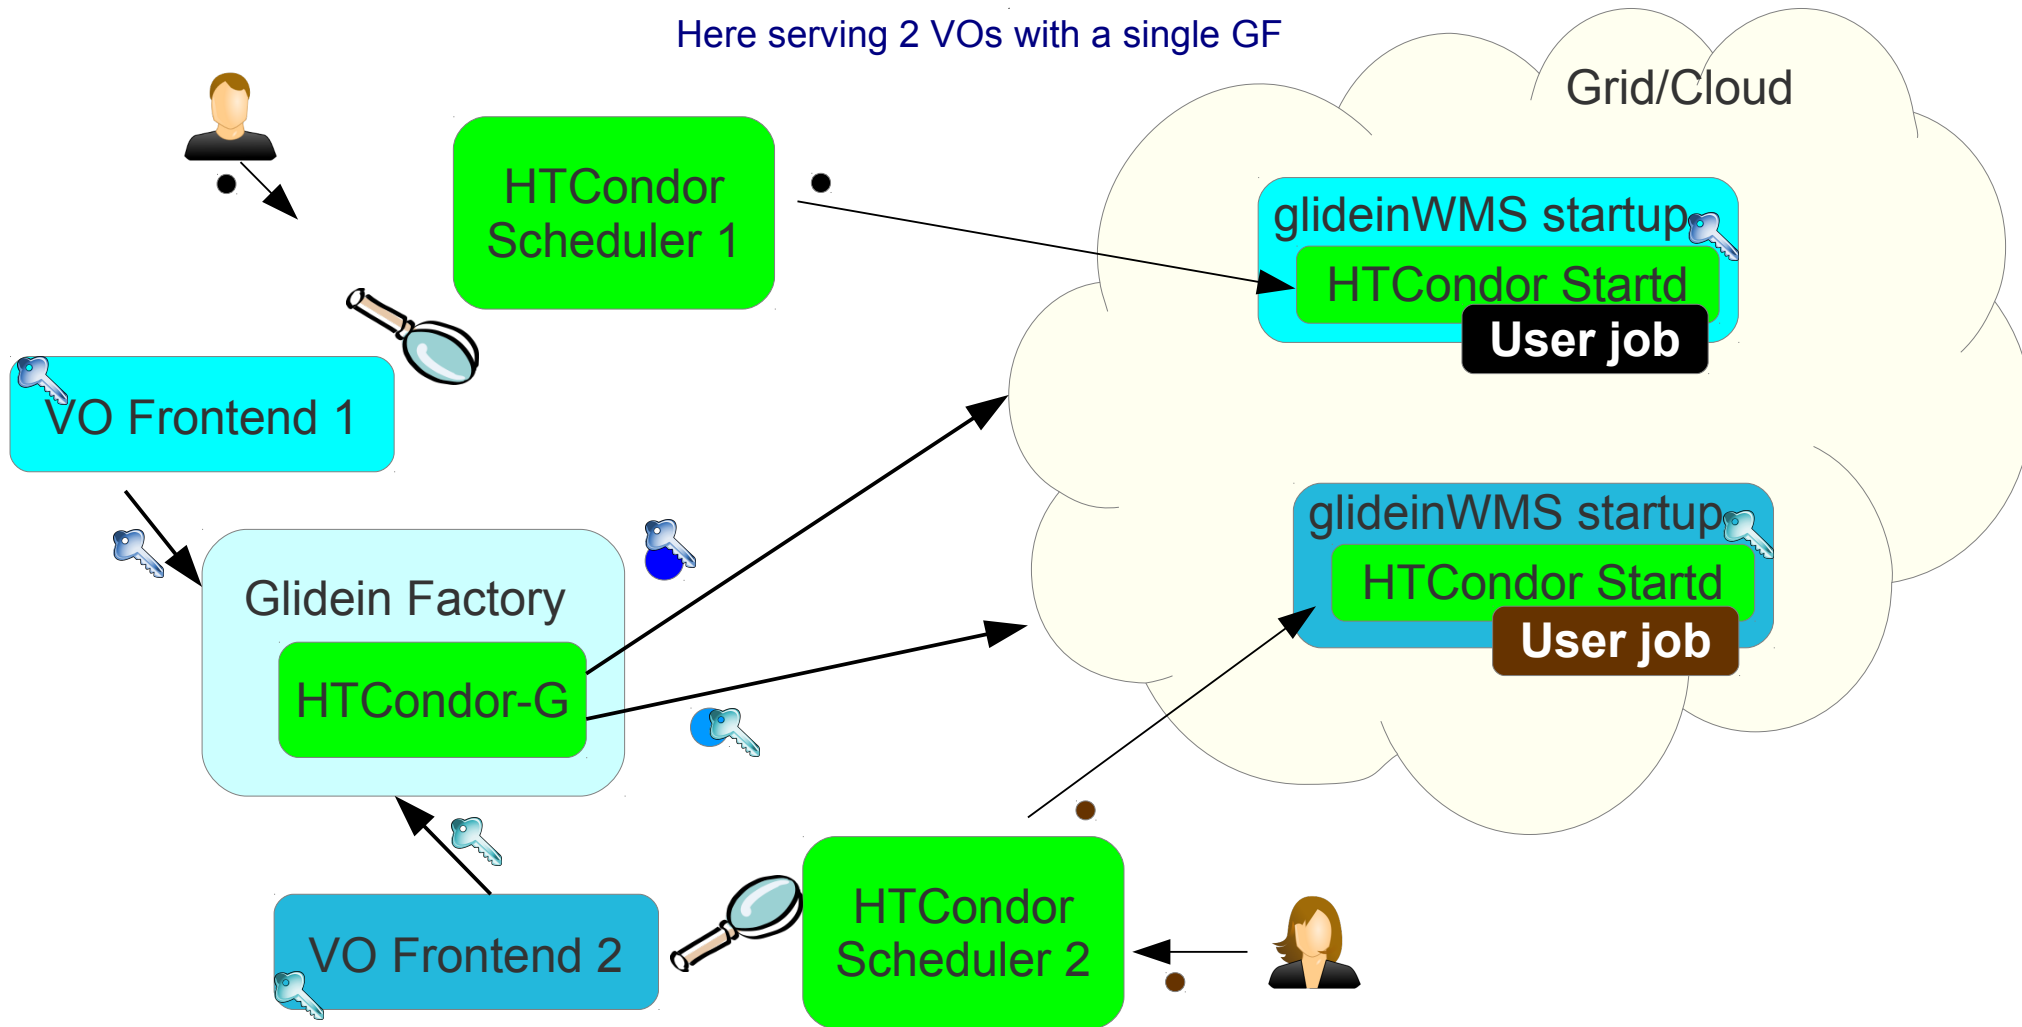 Here serving 2 VOs with a single GF
Grid/Cloud
HTCondor
Scheduler 1
glideinWMS startup
HTCondor Startd
User job
VO Frontend 1
glideinWMS startup
HTCondor Startd
User job
Glidein Factory
HTCondor-G
VO Frontend 2
HTCondor
Scheduler 2